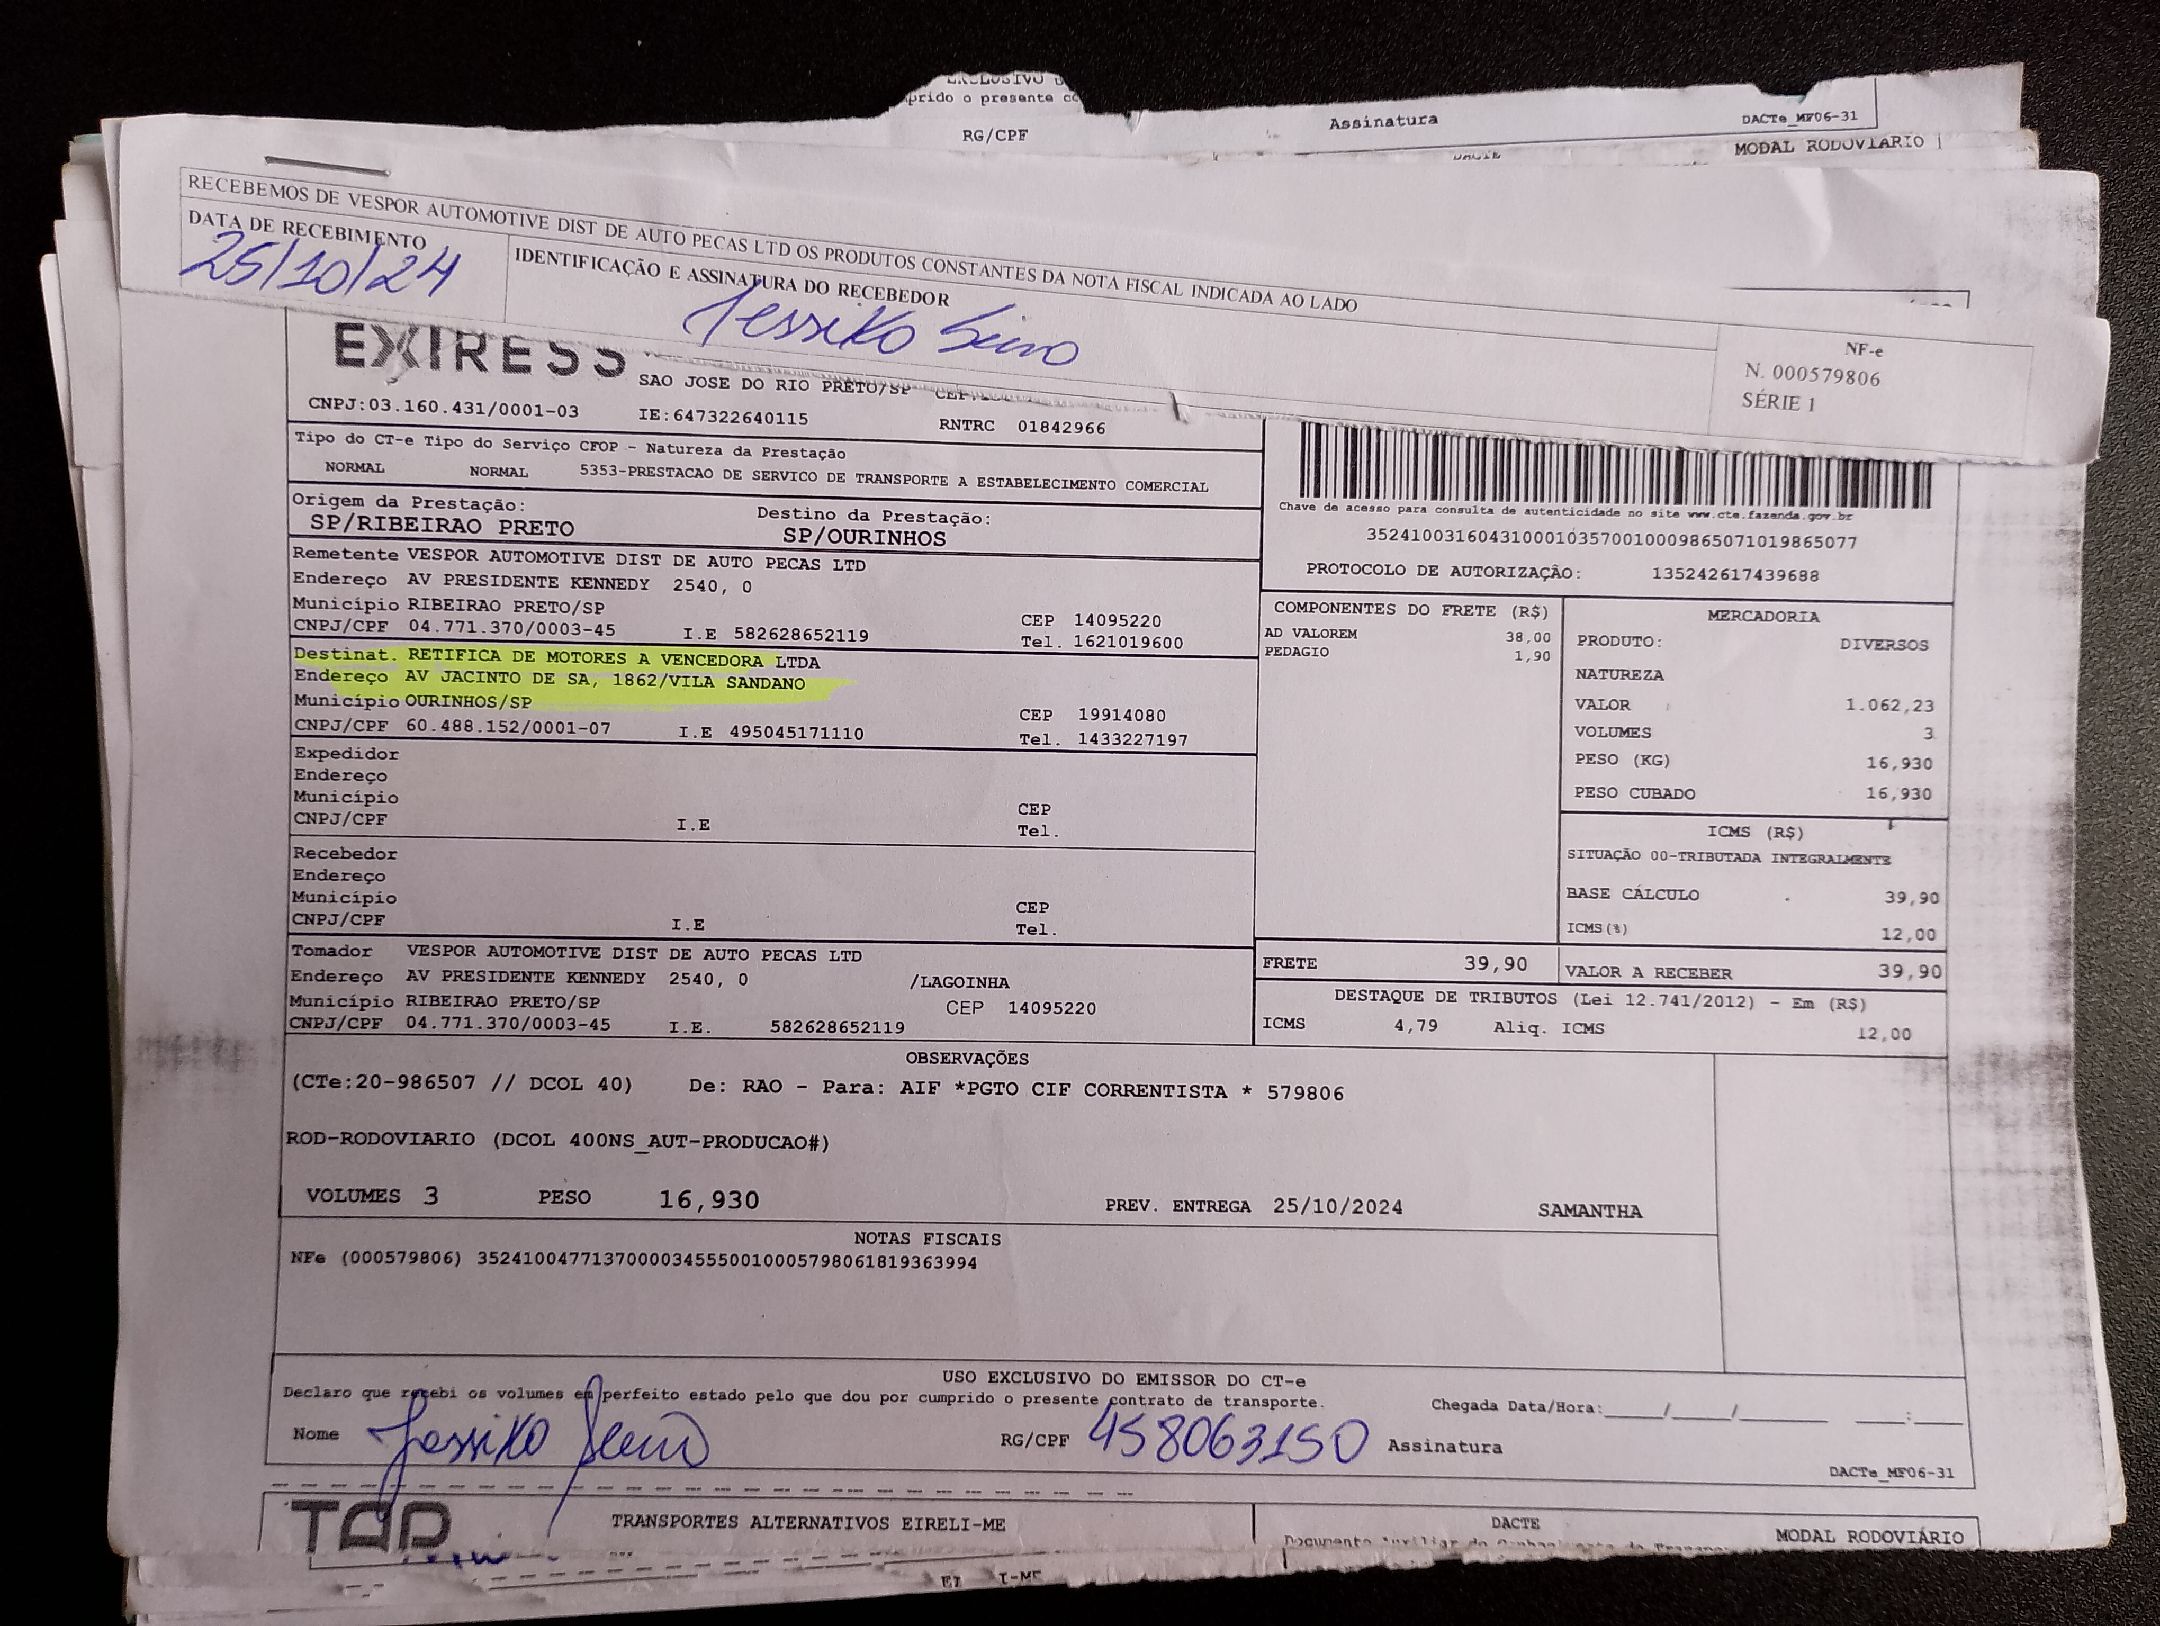 prido o presente co
RG/CPF
Assinatura
DACTe_MF06-31
DACTE
MODAL RODOVIÁRIO
RECEBEMOS DE VESPOR AUTOMOTIVE DIST DE AUTO PECAS LTD OS PRODUTOS CONSTANTES DA NOTA FISCAL INDICADA AO LADO
DATA DE RECEBIMENTO
25/10/24
IDENTIFICAÇÃO E ASSINATURA DO RECEBEDOR
NF-e
N. 000579806
SÉRIE 1
SAO JOSE DO RIO PRETO/SP
CNPJ:03.160.431/0001-03 IE:647322640115 RNTRC 01842966
Tipo do CT-e Tipo do Serviço CFOP - Natureza da Prestação
NORMAL NORMAL 5353-PRESTACAO DE SERVICO DE TRANSPORTE A ESTABELECIMENTO COMERCIAL
Origem da Prestação: Destino da Prestação:
SP/RIBEIRAO PRETO SP/OURINHOS
Chave de acesso para consulta de autenticidade no site www.cte.fazenda.gov.br
35241003160431000103570010009865071019865077
PROTOCOLO DE AUTORIZAÇÃO: 135242617439688
Remetente VESPOR AUTOMOTIVE DIST DE AUTO PECAS LTD
Endereço AV PRESIDENTE KENNEDY 2540, 0
Município RIBEIRAO PRETO/SP CEP 14095220
CNPJ/CPF 04.771.370/0003-45 I.E 582628652119 Tel. 1621019600
Destinat. RETIFICA DE MOTORES A VENCEDORA LTDA
Endereço AV JACINTO DE SA, 1862/VILA SANDANO
Município OURINHOS/SP CEP 19914080
CNPJ/CPF 60.488.152/0001-07 I.E 495045171110 Tel. 1433227197
Expedidor
Endereço
Município CEP
CNPJ/CPF I.E Tel.
Recebedor
Endereço
Município CEP
CNPJ/CPF I.E Tel.
Tomador VESPOR AUTOMOTIVE DIST DE AUTO PECAS LTD
Endereço AV PRESIDENTE KENNEDY 2540, 0 /LAGOINHA
Município RIBEIRAO PRETO/SP CEP 14095220
CNPJ/CPF 04.771.370/0003-45 I.E. 582628652119
COMPONENTES DO FRETE (R$)
AD VALOREM 38,00
PEDAGIO 1,90
MERCADORIA
PRODUTO: DIVERSOS
NATUREZA
VALOR 1.062,23
VOLUMES 3
PESO (KG) 16,930
PESO CUBADO 16,930
ICMS (R$)
SITUAÇÃO 00-TRIBUTADA INTEGRALMENTE
BASE CÁLCULO 39,90
ICMS(%) 12,00
FRETE 39,90 VALOR A RECEBER 39,90
DESTAQUE DE TRIBUTOS (Lei 12.741/2012) - Em (R$)
ICMS 4,79 Aliq. ICMS 12,00
OBSERVAÇÕES
(CTe:20-986507 // DCOL 40) De: RAO - Para: AIF *PGTO CIF CORRENTISTA * 579806
ROD-RODOVIARIO (DCOL 400NS_AUT-PRODUCAO#)
VOLUMES 3 PESO 16,930 PREV. ENTREGA 25/10/2024 SAMANTHA
NOTAS FISCAIS
NFe (000579806) 35241004771370000345550010005798061819363994
USO EXCLUSIVO DO EMISSOR DO CT-e
Declaro que recebi os volumes em perfeito estado pelo que dou por cumprido o presente contrato de transporte.
Chegada Data/Hora:____/____/____ ___:___
Nome RG/CPF 458063150 Assinatura
DACTe_MF06-31
TRANSPORTES ALTERNATIVOS EIRELI-ME
DACTE
MODAL RODOVIÁRIO